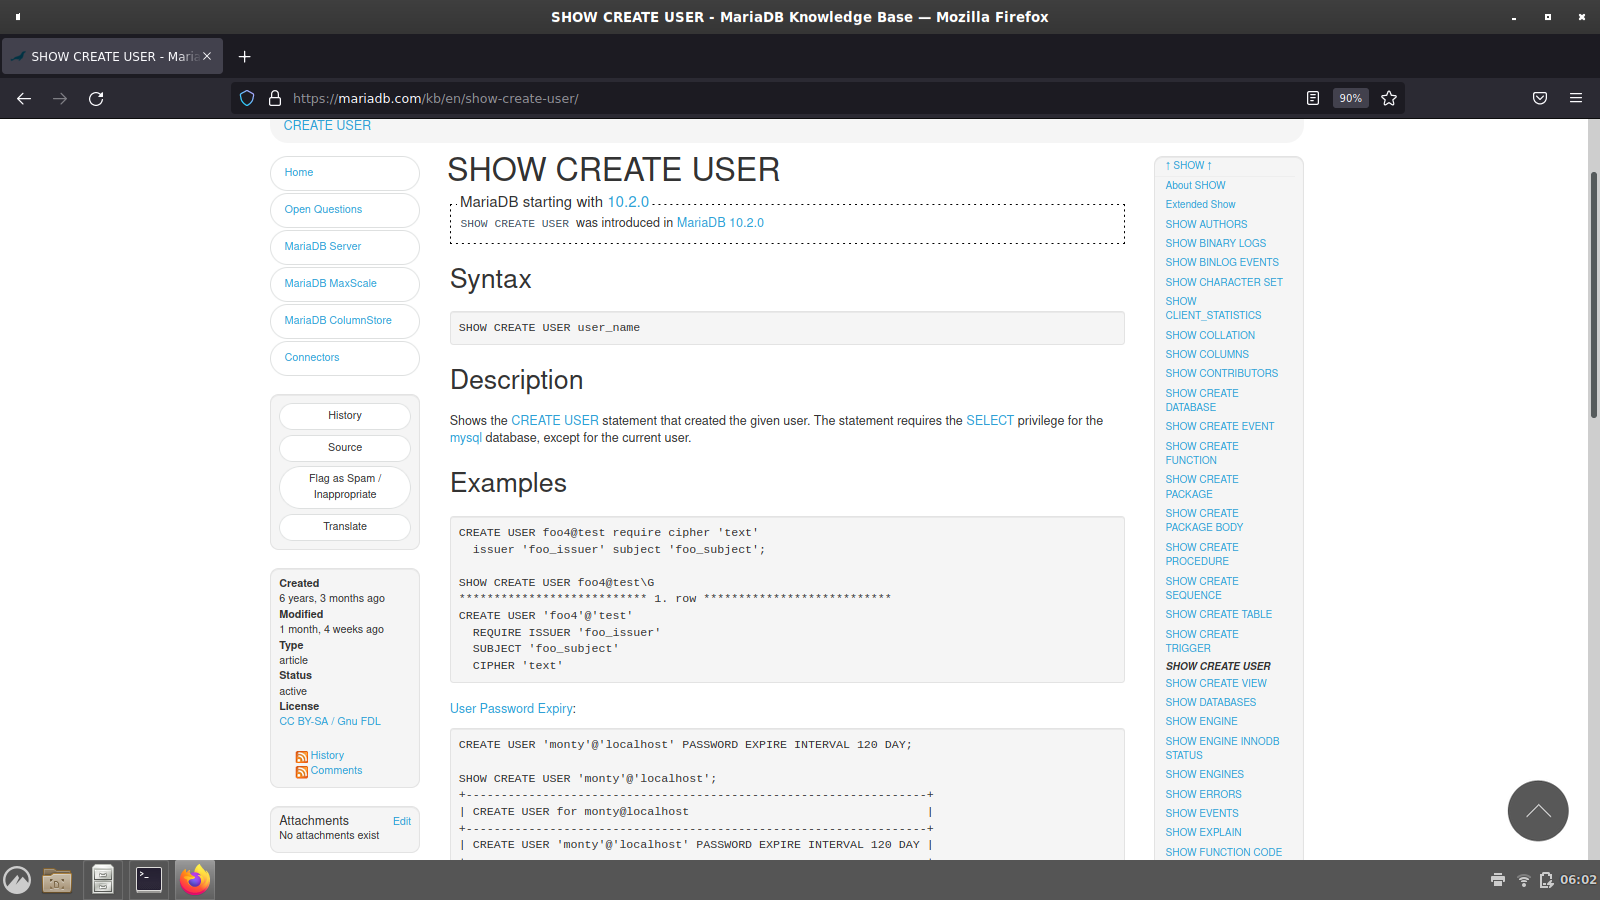 SHOW CREATE USER - MariaDB Knowledge Base — Mozilla Firefox
SHOW CREATE USER - Maria
https://mariadb.com/kb/en/show-create-user/
90%
CREATE USER
Home
Open Questions
MariaDB Server
MariaDB MaxScale
MariaDB ColumnStore
Connectors
History
Source
Flag as Spam /
Inappropriate
Translate
Created
6 years, 3 months ago
Modified
1 month, 4 weeks ago
Type
article
Status
active
License
CC BY-SA / Gnu FDL
History
Comments
Attachments Edit
No attachments exist
SHOW CREATE USER
MariaDB starting with 10.2.0
SHOW CREATE USER was introduced in MariaDB 10.2.0
Syntax
SHOW CREATE USER user_name
Description
Shows the CREATE USER statement that created the given user. The statement requires the SELECT privilege for the
mysql database, except for the current user.
Examples
CREATE USER foo4@test require cipher 'text'
  issuer 'foo_issuer' subject 'foo_subject';
SHOW CREATE USER foo4@test\G
*************************** 1. row ***************************
CREATE USER 'foo4'@'test'
  REQUIRE ISSUER 'foo_issuer'
  SUBJECT 'foo_subject'
  CIPHER 'text'
User Password Expiry:
CREATE USER 'monty'@'localhost' PASSWORD EXPIRE INTERVAL 120 DAY;
SHOW CREATE USER 'monty'@'localhost';
+------------------------------------------------------------------+
| CREATE USER for monty@localhost                                  |
+------------------------------------------------------------------+
| CREATE USER 'monty'@'localhost' PASSWORD EXPIRE INTERVAL 120 DAY |
↑ SHOW ↑
About SHOW
Extended Show
SHOW AUTHORS
SHOW BINARY LOGS
SHOW BINLOG EVENTS
SHOW CHARACTER SET
SHOW
CLIENT_STATISTICS
SHOW COLLATION
SHOW COLUMNS
SHOW CONTRIBUTORS
SHOW CREATE
DATABASE
SHOW CREATE EVENT
SHOW CREATE
FUNCTION
SHOW CREATE
PACKAGE
SHOW CREATE
PACKAGE BODY
SHOW CREATE
PROCEDURE
SHOW CREATE
SEQUENCE
SHOW CREATE TABLE
SHOW CREATE
TRIGGER
SHOW CREATE USER
SHOW CREATE VIEW
SHOW DATABASES
SHOW ENGINE
SHOW ENGINE INNODB
STATUS
SHOW ENGINES
SHOW ERRORS
SHOW EVENTS
SHOW EXPLAIN
SHOW FUNCTION CODE
06:02